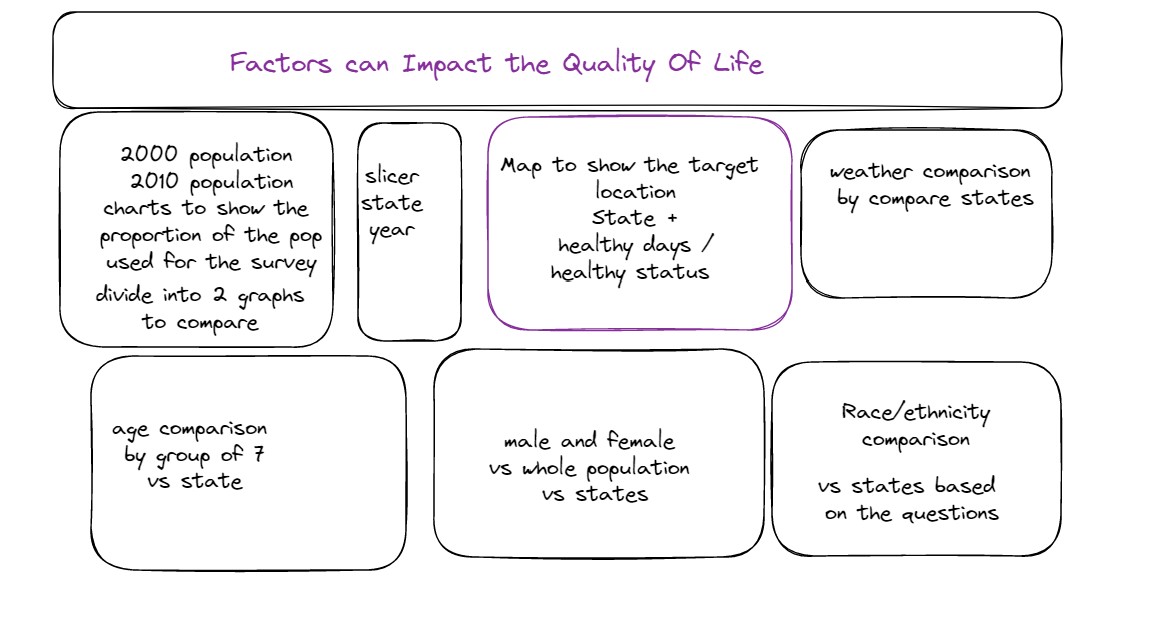 Factors can Impact the Quality Of Life
2000 population
2010 population
charts to show the
proportion of the pop
used for the survey
divide into 2 graphs
to compare
slicer
state
year
Map to show the target
location
State +
healthy days /
healthy status
weather comparison
by compare states
age comparison
by group of 7
vs state
male and female
vs whole population
vs states
Race/ethnicity
comparison
vs states based
on the questions